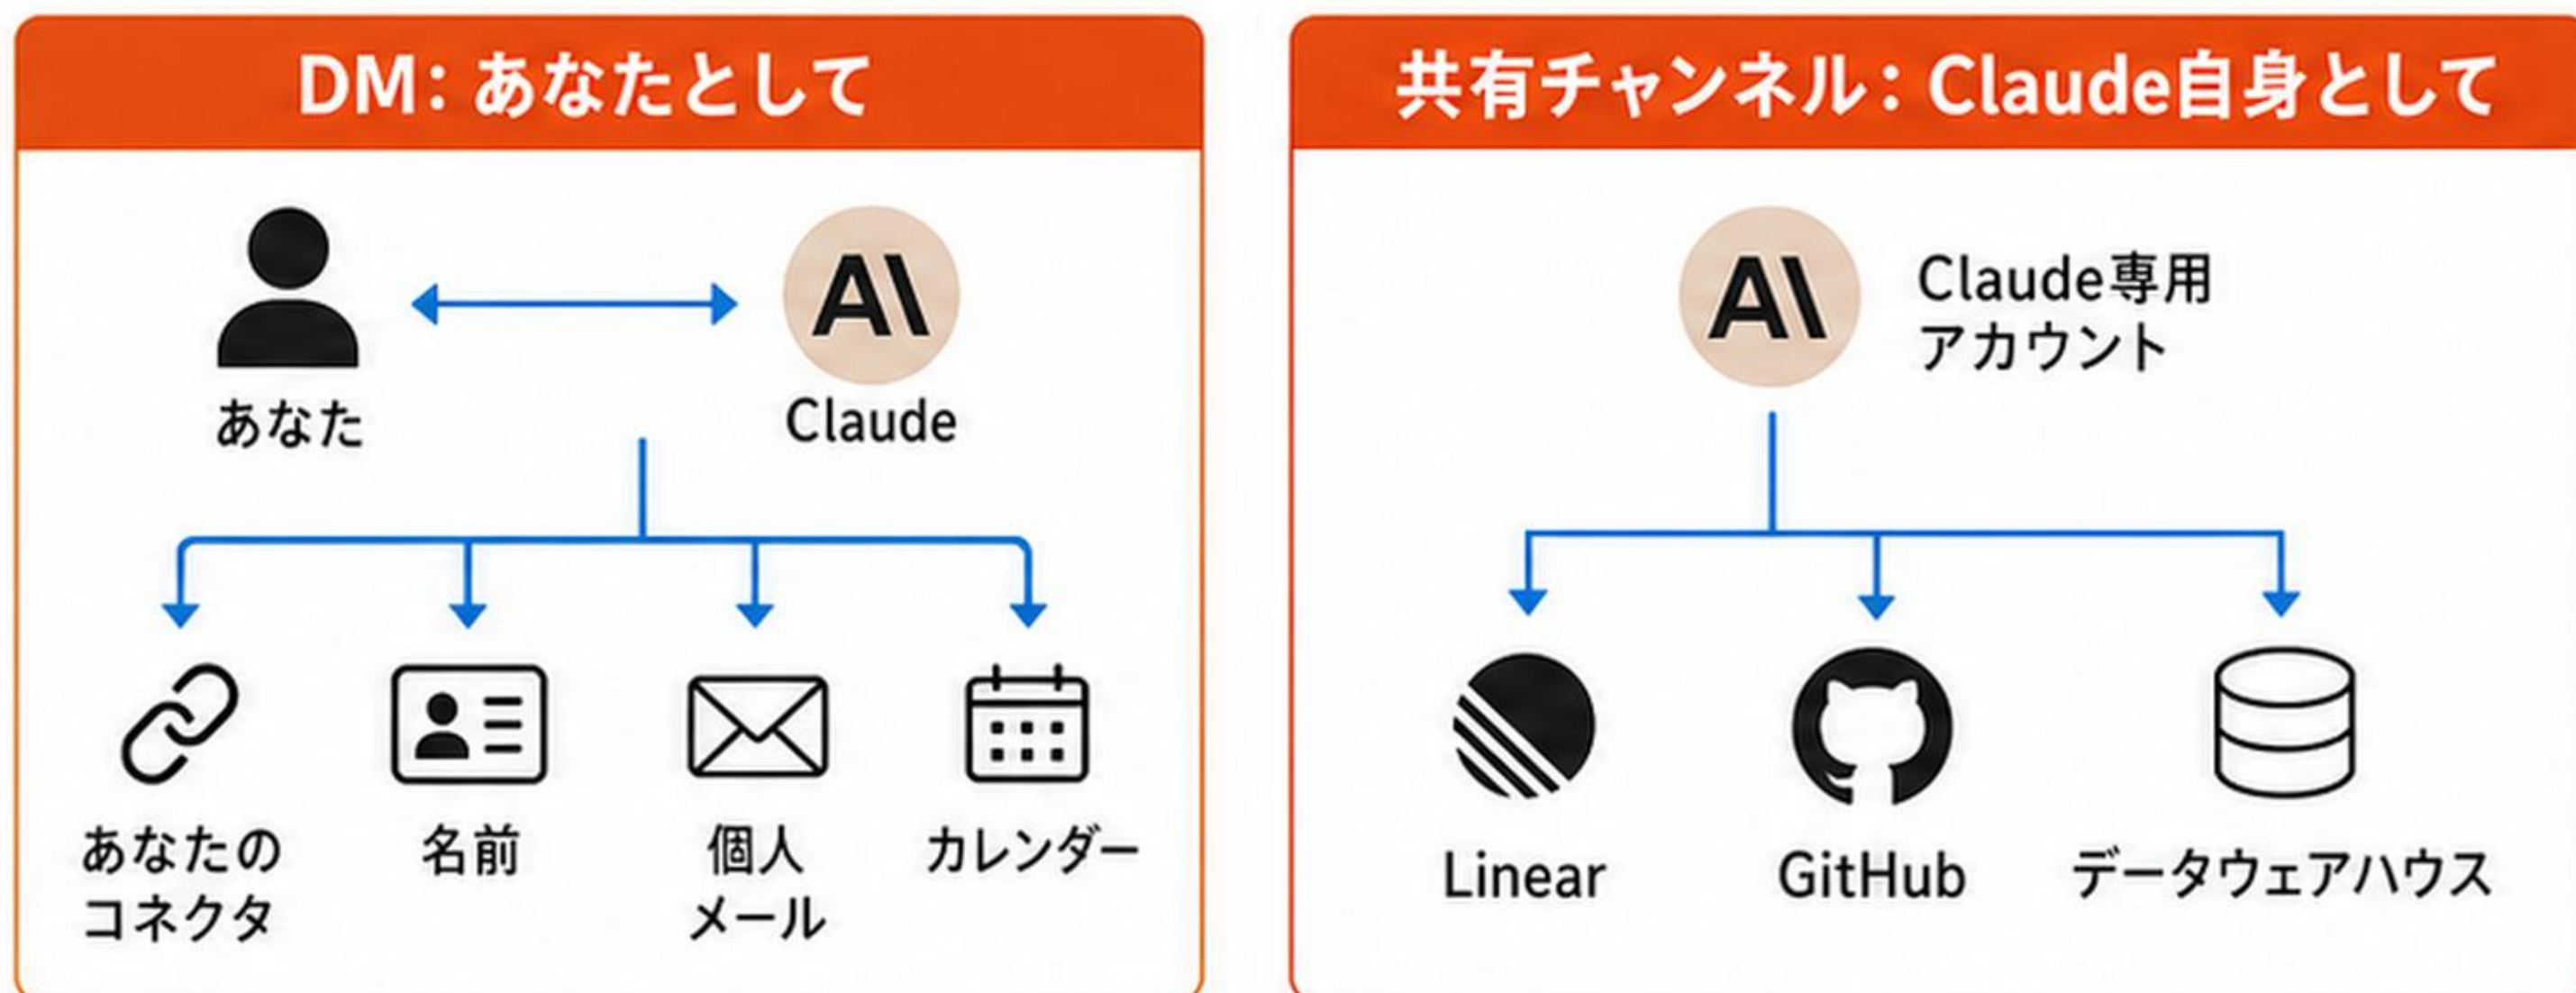 DM: あなたとして
あなた
Claude
あなたの
コネクタ
名前
個人
メール
カレンダー
共有チャンネル: Claude自身として
A\
Claude専用
アカウント
Linear
GitHub
データウェアハウス